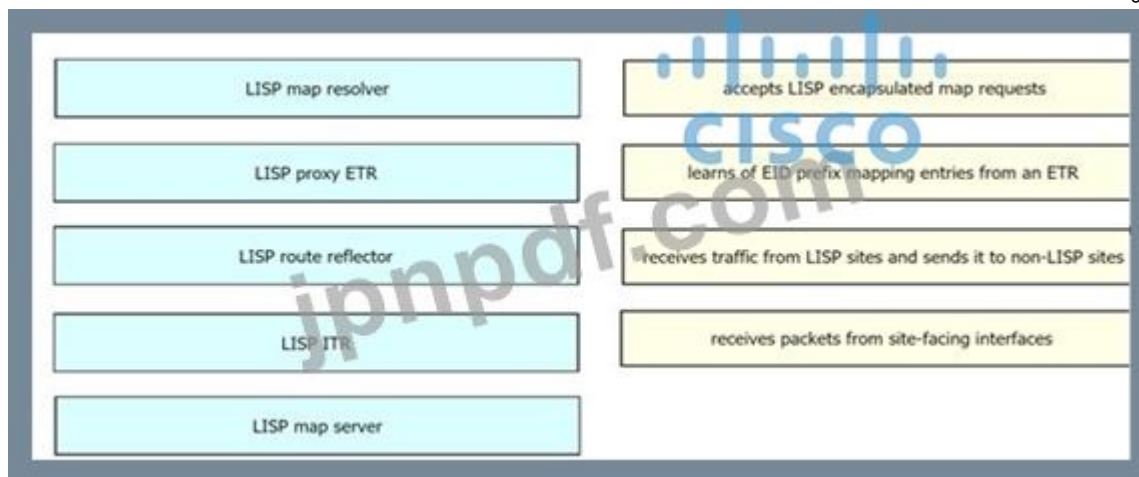 LISP map resolver
LISP proxy ETR
LISP route reflector
LISP ITR
LISP map server
accepts LISP encapsulated map requests
learns of EID prefix mapping entries from an ETR
receives traffic from LISP sites and sends it to non-LISP sites
receives packets from site-facing interfaces
CISCO
jpnpdf.com